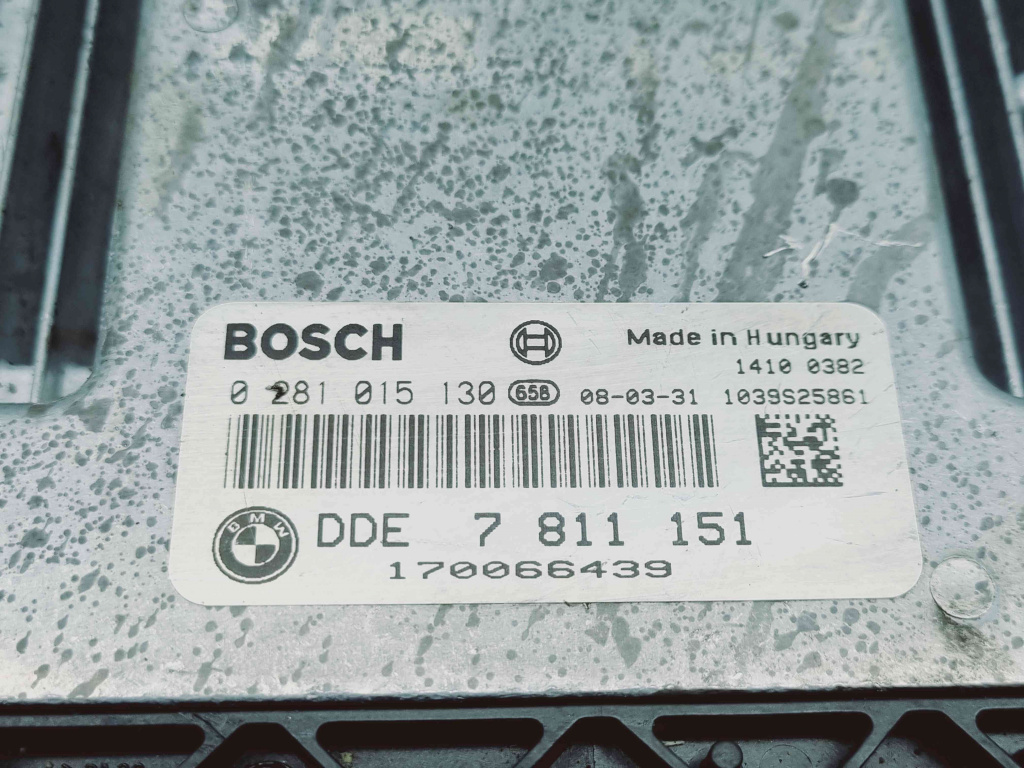 BOSCH
Made in Hungary
1410 0382
0 281 015 130 658 08-03-31 1039S25861
BMW
DDE 7 811 151
170066439